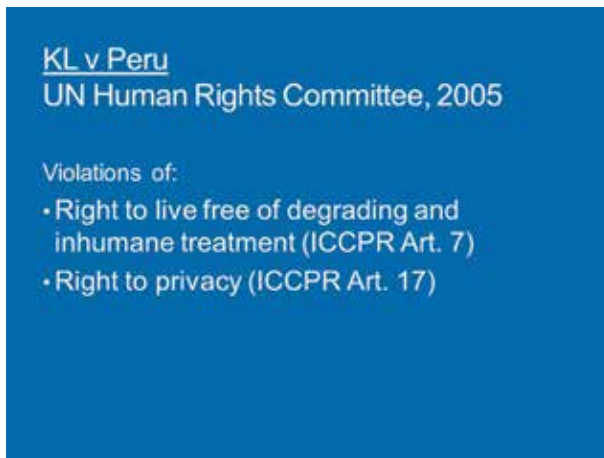 KL v Peru
UN Human Rights Committee, 2005
Violations of:
• Right to live free of degrading and
inhumane treatment (ICCPR Art. 7)
• Right to privacy (ICCPR Art. 17)